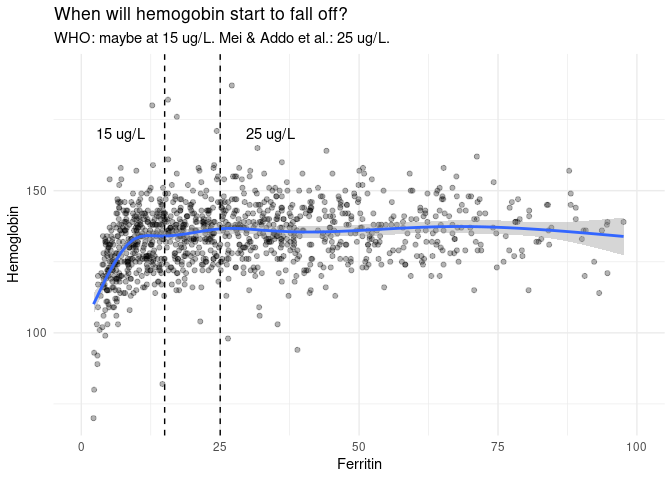 When will hemogobin start to fall off?
WHO: maybe at 15 ug/L. Mei & Addo et al.: 25 ug/L.
15 ug/L
25 ug/L
Hemoglobin
150
100
0
25
50
75
100
Ferritin